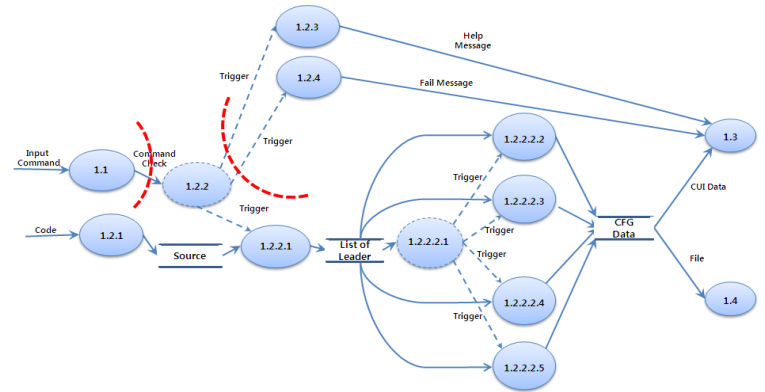 1.2.3
Help
Message
Trigger
1.2.4
Fail Message
Trigger
1.2.2.2.2
1.3
Input
Command
1.1
Command
Check
1.2.2
Trigger
CUI Data
1.2.2.2.3
Trigger
Code
1.2.1
Source
1.2.2.1
List of
Leader
1.2.2.2.1
Trigger
CFG
Data
Trigger
File
1.2.2.2.4
1.4
Trigger
1.2.2.2.5